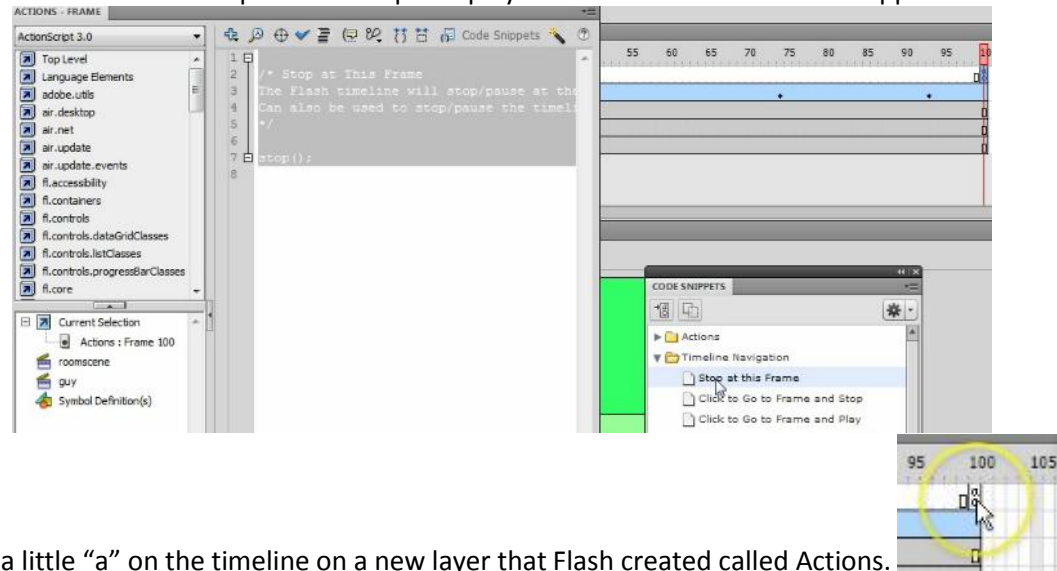 ACTIONS - FRAME
ActionScript 3.0
Top Level
Language Elements
adobe.utils
air.desktop
air.net
air.update
air.update.events
fl.accessibility
fl.containers
fl.controls
fl.controls.dataGridClasses
fl.controls.listClasses
fl.controls.progressBarClasses
fl.core
Current Selection
Actions : Frame 100
roomscene
guy
Symbol Definition(s)
Code Snippets
1
2 /* Stop at This Frame
3 The Flash timeline will stop/pause at the
4 Can also be used to stop/pause the timeli
5 */
6
7 stop();
8
55 60 65 70 75 80 85 90 95 10
CODE SNIPPETS
Actions
Timeline Navigation
Stop at this Frame
Click to Go to Frame and Stop
Click to Go to Frame and Play
95 100 105
a little “a” on the timeline on a new layer that Flash created called Actions.